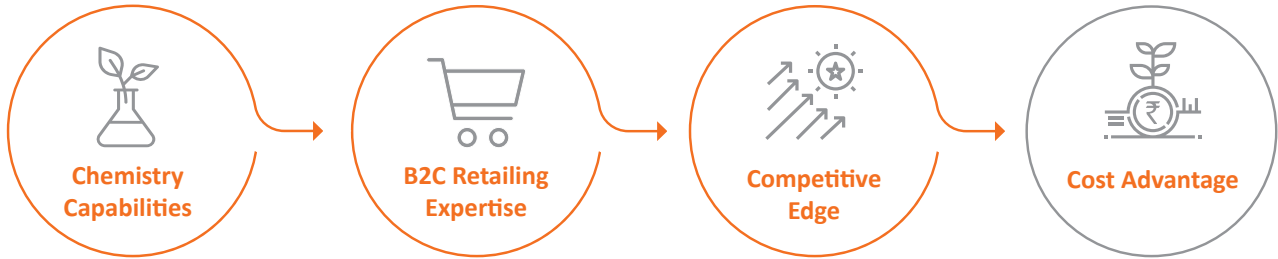 ₹
Chemistry
Capabilities
B2C Retailing
Expertise
Competitive
Edge
Cost Advantage